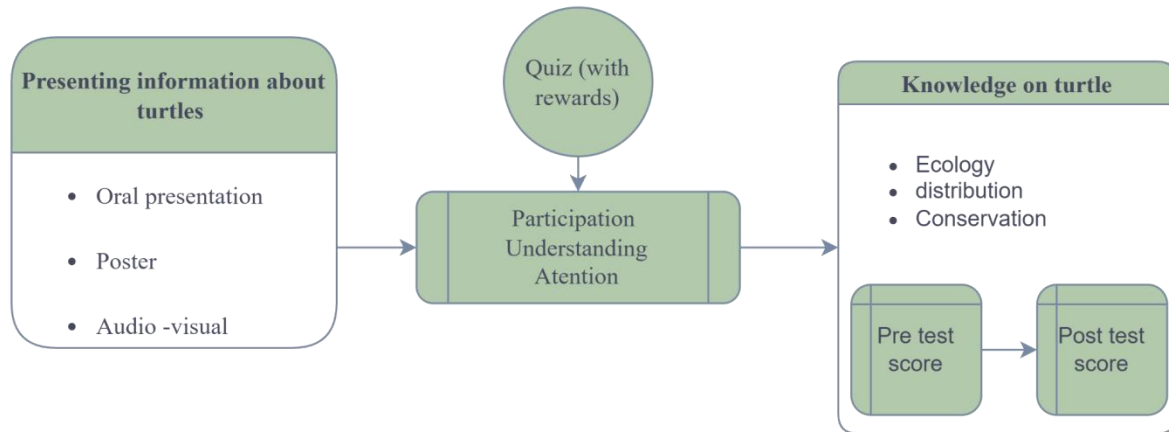 Presenting information about
turtles
• Oral presentation
• Poster
• Audio -visual
Quiz (with
rewards)
Participation
Understanding
Atention
Knowledge on turtle
• Ecology
• distribution
• Conservation
Pre test
score
Post test
score